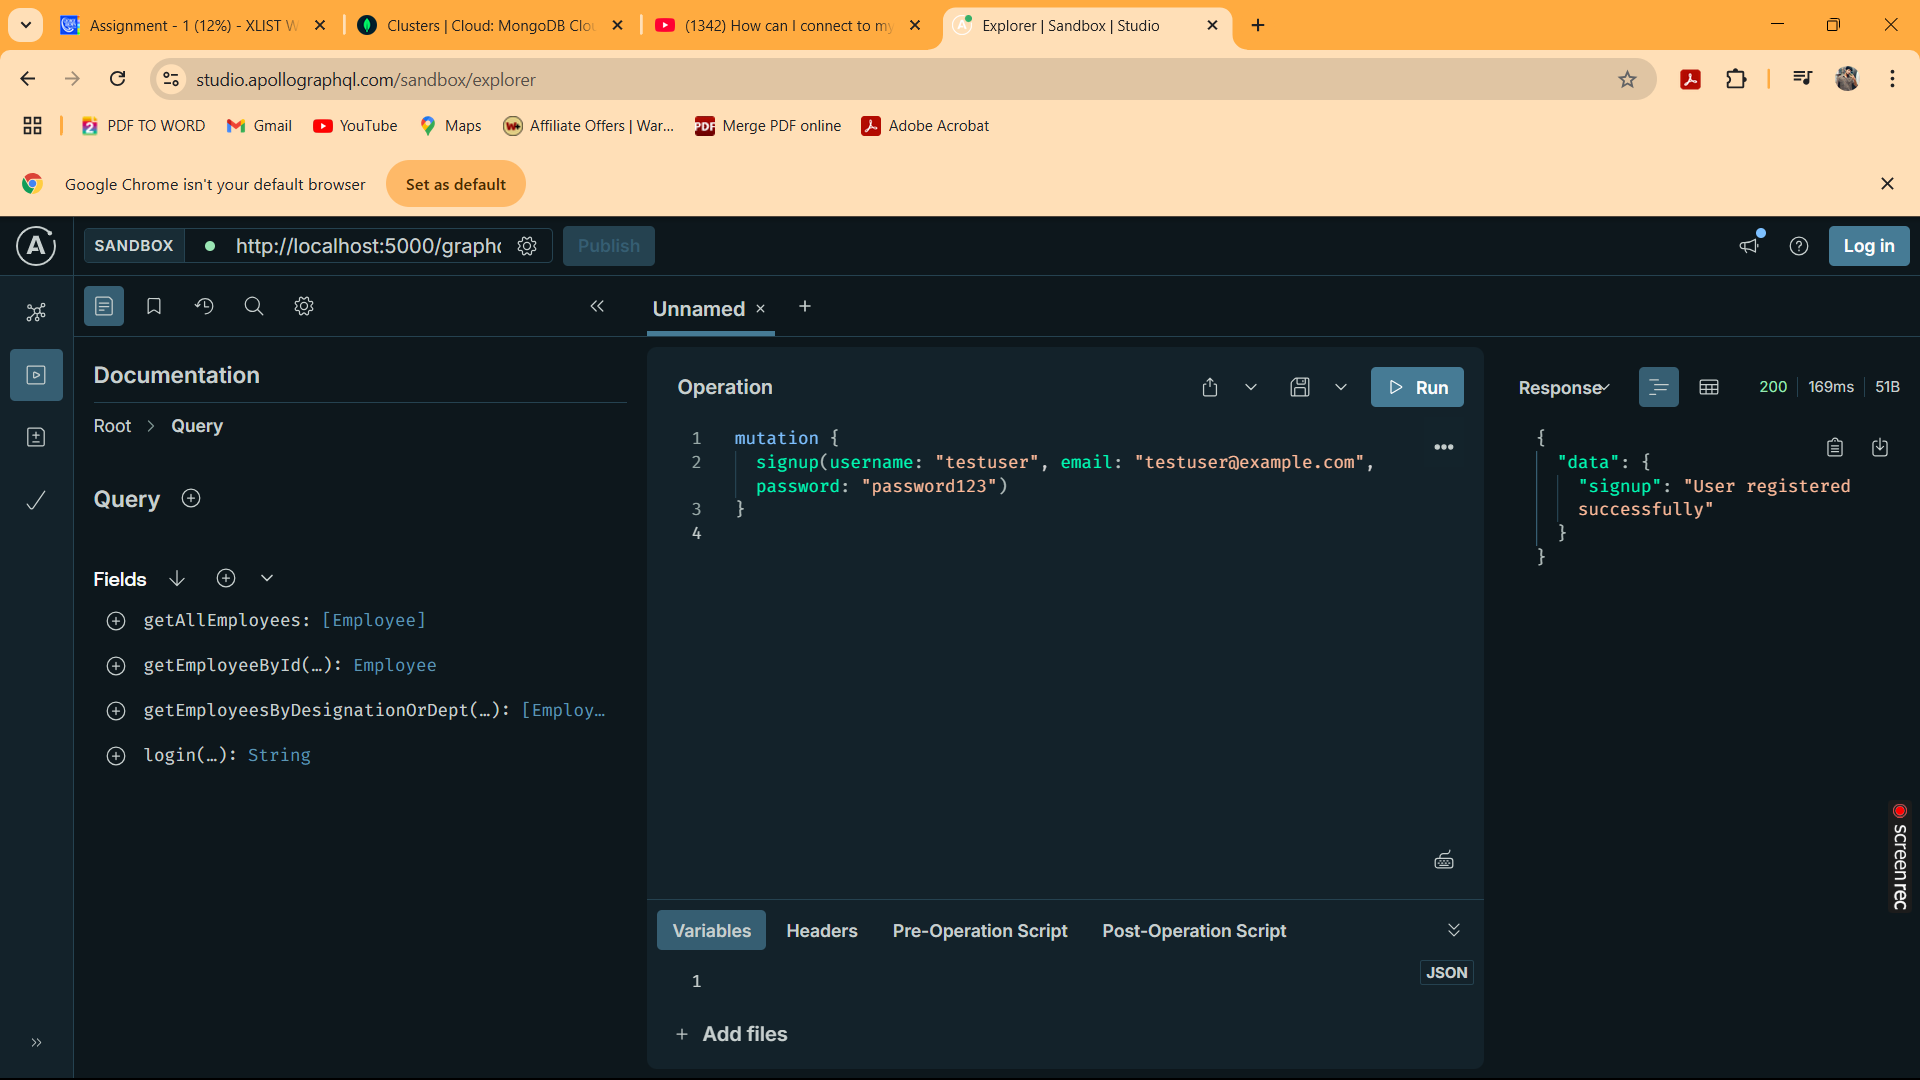 Assignment - 1 (12%) - XLIST W
Clusters | Cloud: MongoDB Clo
(1342) How can I connect to my
Explorer | Sandbox | Studio
studio.apollographql.com/sandbox/explorer
PDF TO WORD
Gmail
YouTube
Maps
Affiliate Offers | War...
PDF
Merge PDF online
Adobe Acrobat
Google Chrome isn't your default browser
Set as default
SANDBOX
http://localhost:5000/graphq
Publish
Log in
Unnamed
Documentation
Root > Query
Query
Fields
getAllEmployees: [Employee]
getEmployeeById(…): Employee
getEmployeesByDesignationOrDept(…): [Employ…
login(…): String
Operation
Run
1 mutation {
2 signup(username: "testuser", email: "testuser@example.com",
password: "password123")
3 }
4
Variables
Headers
Pre-Operation Script
Post-Operation Script
1
JSON
+ Add files
Response
200
169ms
51B
{
"data": {
"signup": "User registered
successfully"
}
}
screenrec